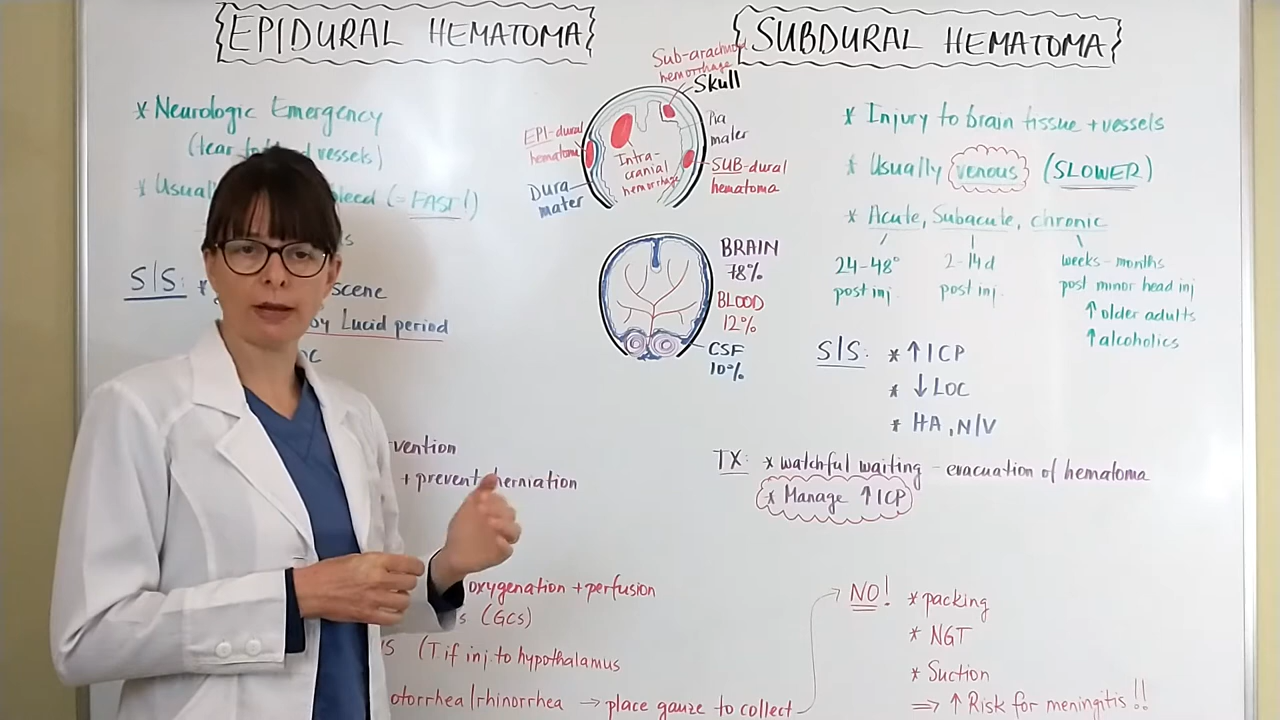 EPIDURAL HEMATOMA
* Neurologic Emergency
(tear vessels)
* Usual bleed (= FAST!)
S|S: * scene
by Lucid period
vention
+ prevent herniation
oxygenation + perfusion
(GCs)
(T if inj. to hypothalamus
otorrhea/rhinorrhea → place gauze to collect
Sub-arachnoid
hemorrhage
Skull
EPI-dural
hematoma
Intra-
cranial
hemorrhage
Pia
mater
SUB-dural
hematoma
Dura
mater
BRAIN
78%
BLOOD
12%
CSF
10%
SUBDURAL HEMATOMA
* Injury to brain tissue + vessels
* Usually venous (SLOWER)
* Acute, Subacute, chronic
24-48°
post inj.
2-14d
post inj.
weeks - months
post minor head inj
↑ older adults
↑ alcoholics
S|S: * ↑ ICP
* ↓ LOC
* HA, N/V
TX: * watchful waiting - evacuation of hematoma
* Manage ↑ ICP
NO! * packing
* NGT
* Suction
⇒ ↑ Risk for meningitis!!